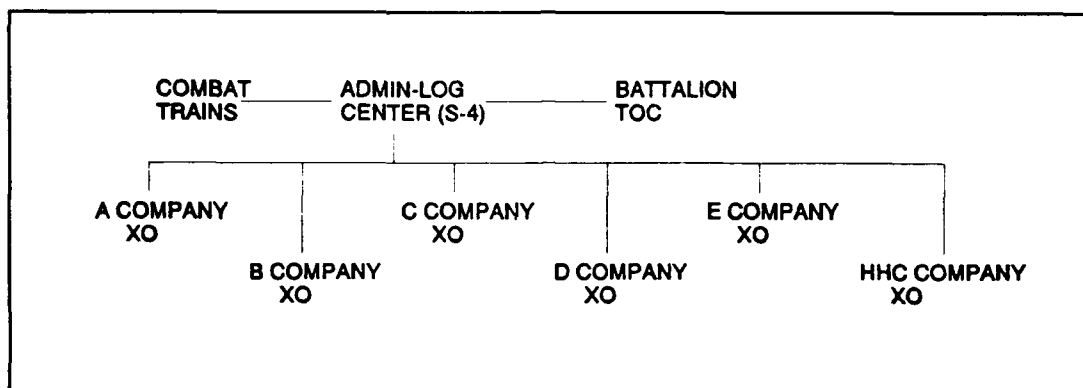 COMBAT TRAINS
ADMIN-LOG CENTER (S-4)
BATTALION TOC
A COMPANY
XO
B COMPANY
XO
C COMPANY
XO
D COMPANY
XO
E COMPANY
XO
HHC COMPANY
XO